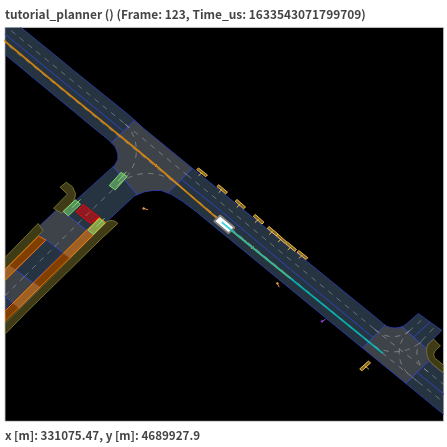 tutorial_planner () (Frame: 123, Time_us: 1633543071799709)
x [m]: 331075.47, y [m]: 4689927.9